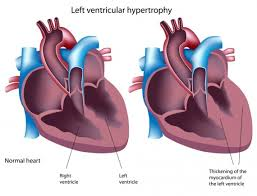 Left ventricular hypertrophy
Normal heart
Right
ventricle
Left
ventricle
Thickening of the
myocardium of
the left ventricle